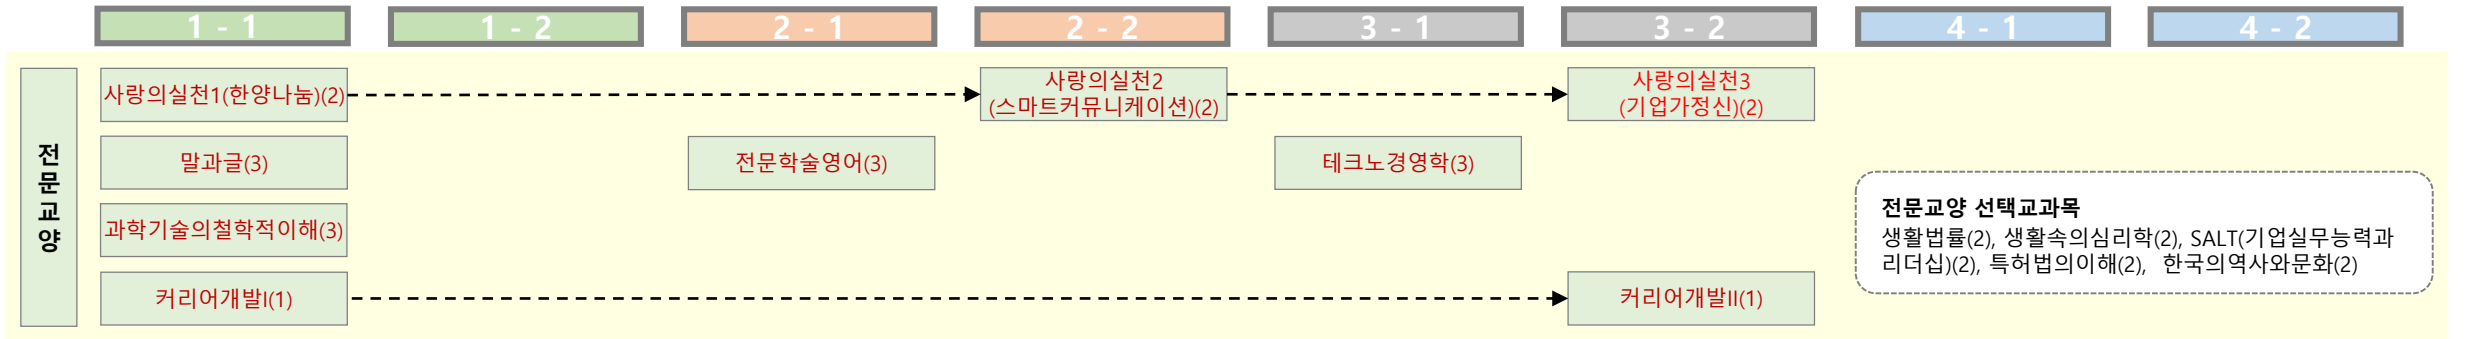 1 - 1
1 - 2
2 - 1
2 - 2
3 - 1
3 - 2
4 - 1
4 - 2
전문교양
사랑의실천1(한양나눔)(2)
사랑의실천2
(스마트커뮤니케이션)(2)
사랑의실천3
(기업가정신)(2)
말과글(3)
전문학술영어(3)
테크노경영학(3)
과학기술의철학적이해(3)
커리어개발I(1)
커리어개발II(1)
전문교양 선택교과목
생활법률(2), 생활속의심리학(2), SALT(기업실무능력과
리더십)(2), 특허법의이해(2), 한국의역사와문화(2)